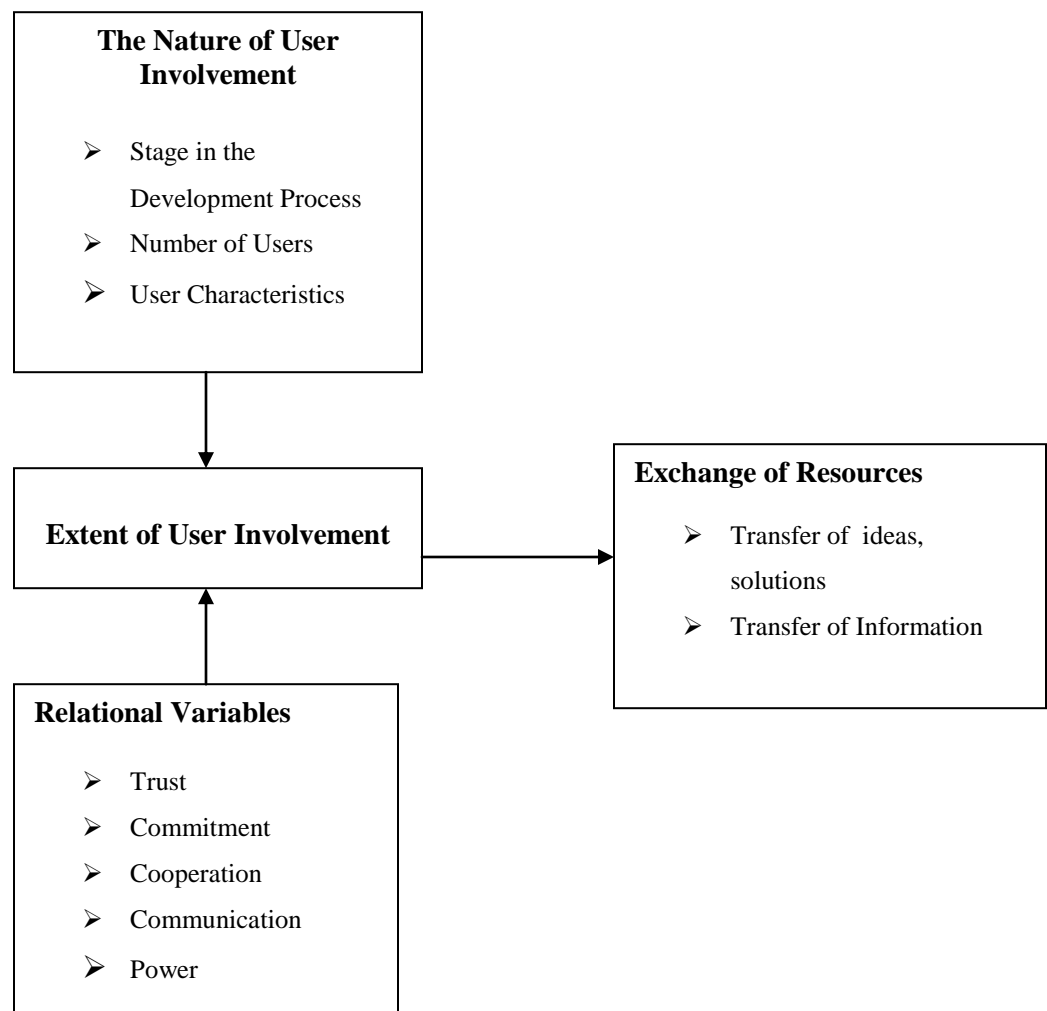 The Nature of User
Involvement
➢ Stage in the
Development Process
➢ Number of Users
➢ User Characteristics
Extent of User Involvement
Exchange of Resources
➢ Transfer of ideas,
solutions
➢ Transfer of Information
Relational Variables
➢ Trust
➢ Commitment
➢ Cooperation
➢ Communication
➢ Power